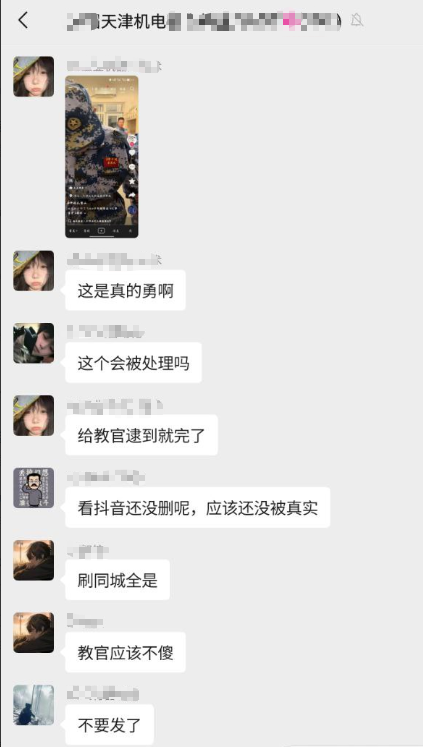 天津机电
这是真的勇啊
这个会被处理吗
给教官逮到就完了
看抖音还没删呢，应该还没被真实
刷同城全是
教官应该不傻
不要发了